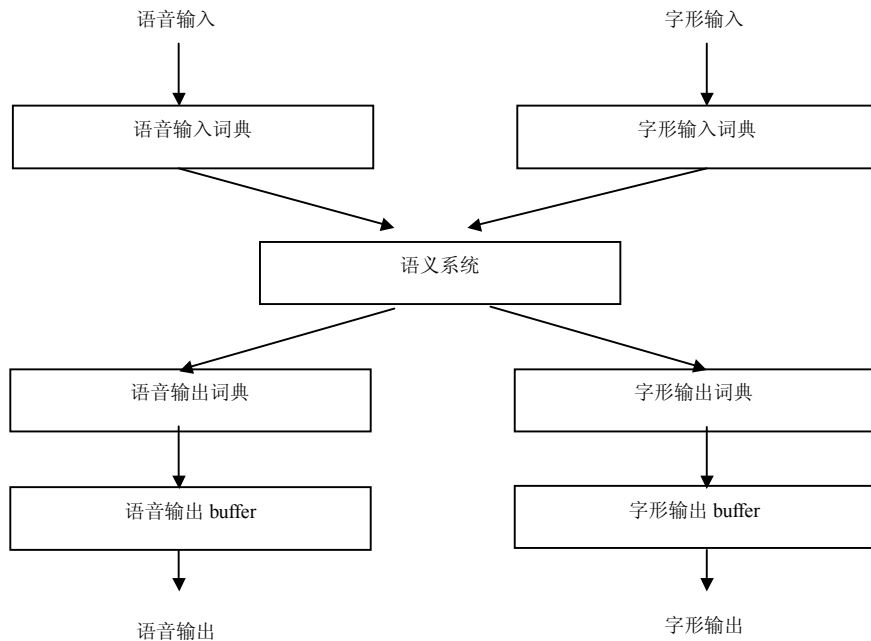 语音输入
字形输入
语音输入词典
字形输入词典
语义系统
语音输出词典
字形输出词典
语音输出 buffer
字形输出 buffer
语音输出
字形输出